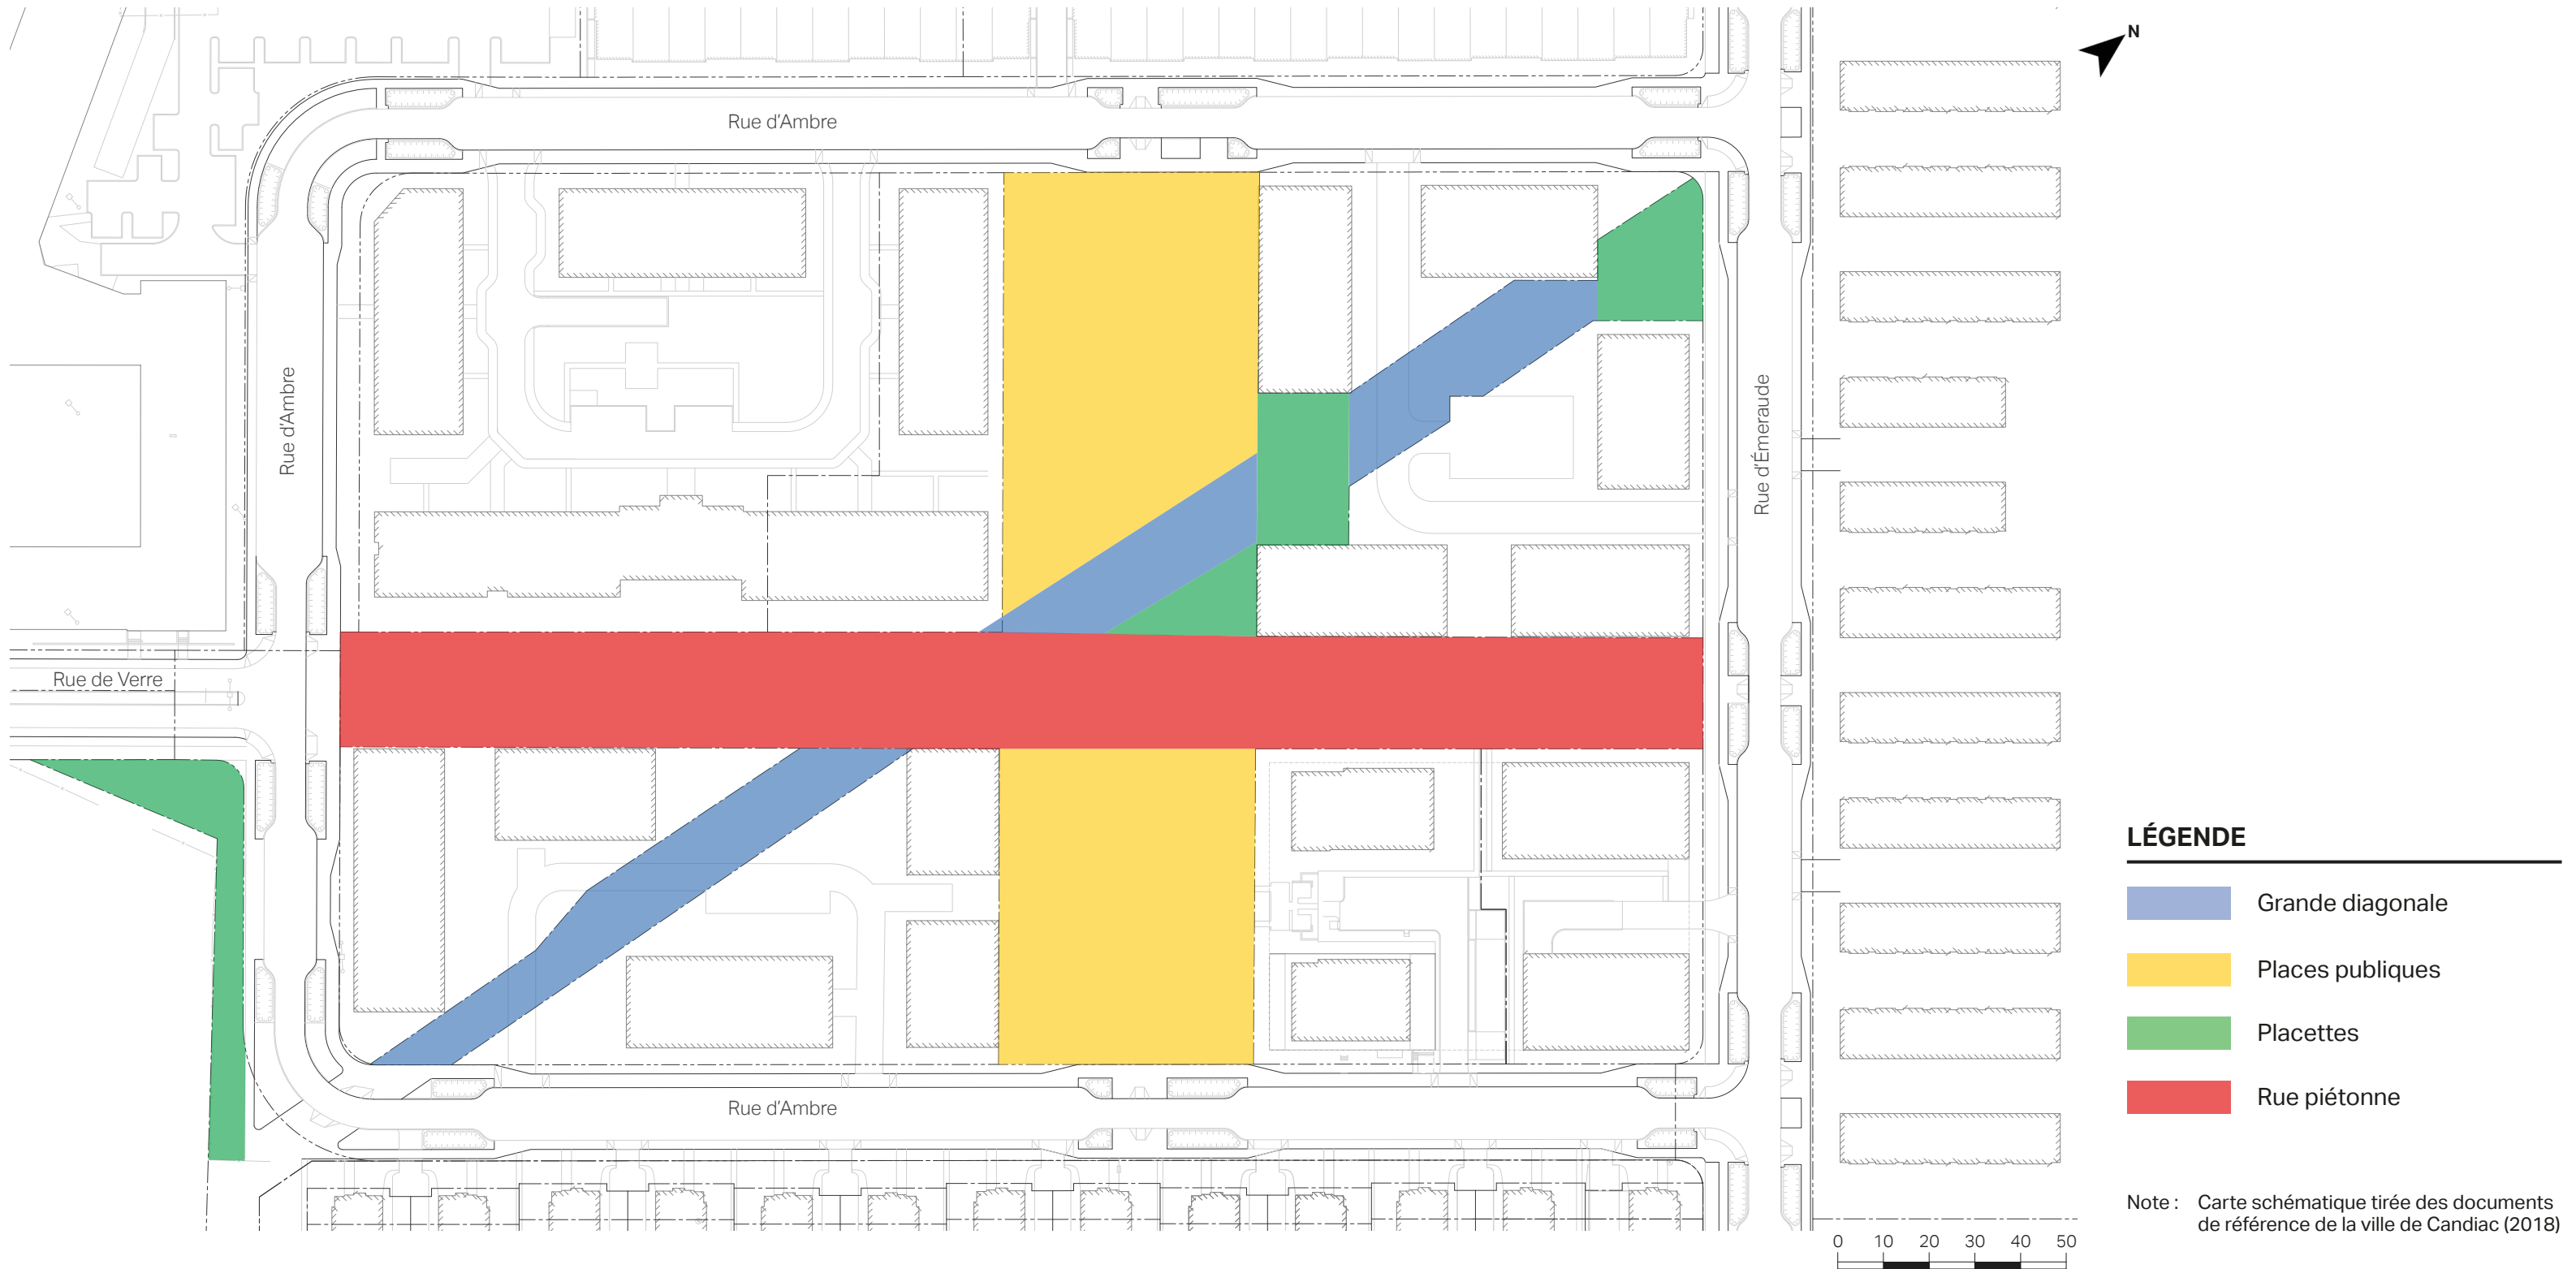 N
Rue d’Ambre
Rue d’Ambre
Rue d’Émeraude
Rue de Verre
Rue d’Ambre
LÉGENDE
Grande diagonale
Places publiques
Placettes
Rue piétonne
Note : Carte schématique tirée des documents
de référence de la ville de Candiac (2018)
0 10 20 30 40 50